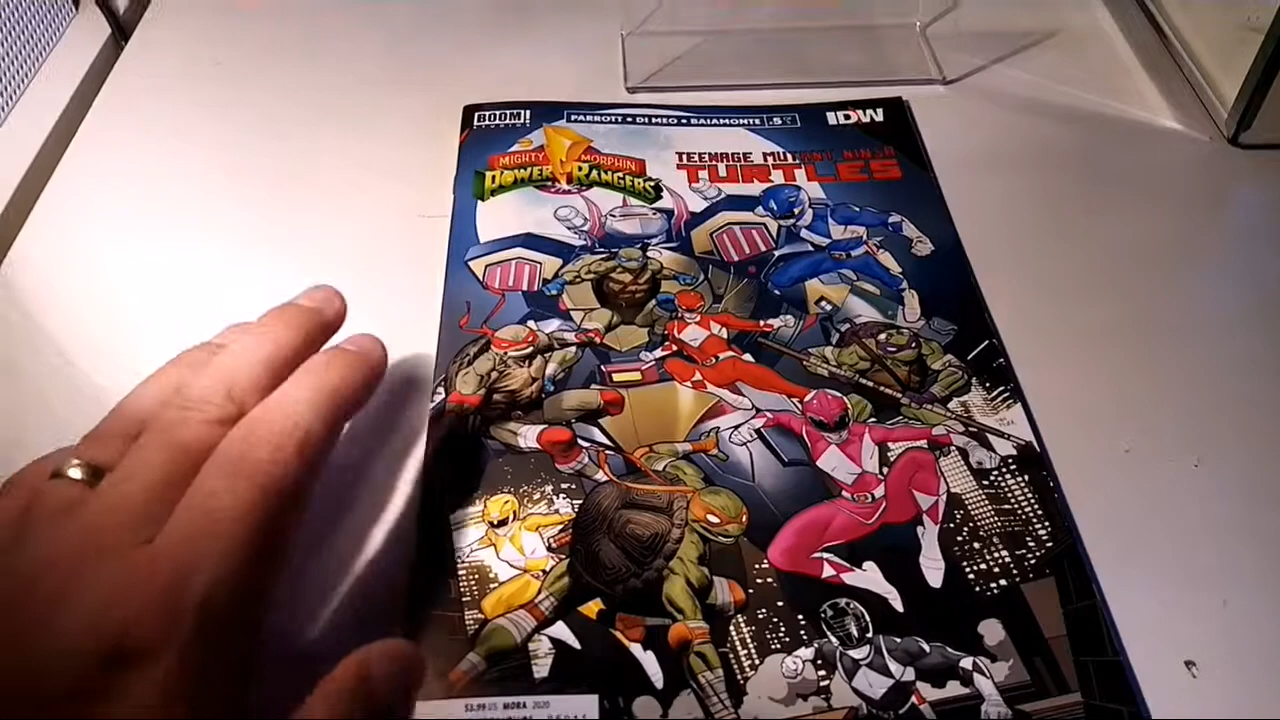 BOOM!
STUDIOS
PARROTT • DI MEO • BAIAMONTE
.5
IDW
MIGHTY MORPHIN
POWER RANGERS
TEENAGE MUTANT NINJA
TURTLES
$3.99 US MORA 2020